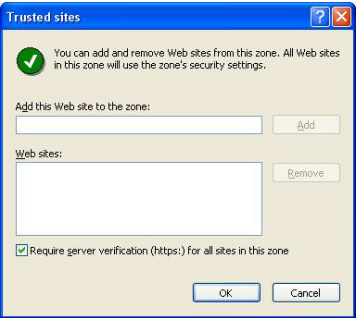 Trusted sites
You can add and remove Web sites from this zone. All Web sites
in this zone will use the zone's security settings.
Add this Web site to the zone:
Add
Web sites:
Remove
Require server verification (https:) for all sites in this zone
OK
Cancel